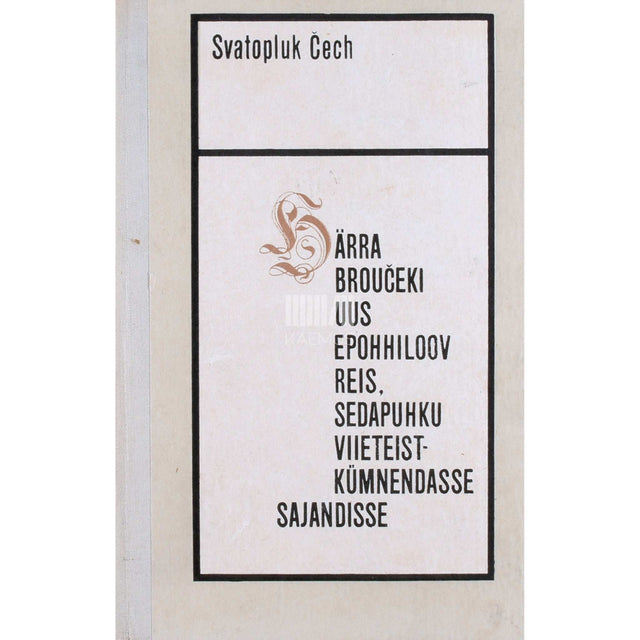 Svatopluk Čech
HÄRRA
BROUČEKI
UUS
EPOHHILOOV
REIS,
SEDAPUHKU
VIIETEIST-
KÜMNENDASSE
SAJANDISSE